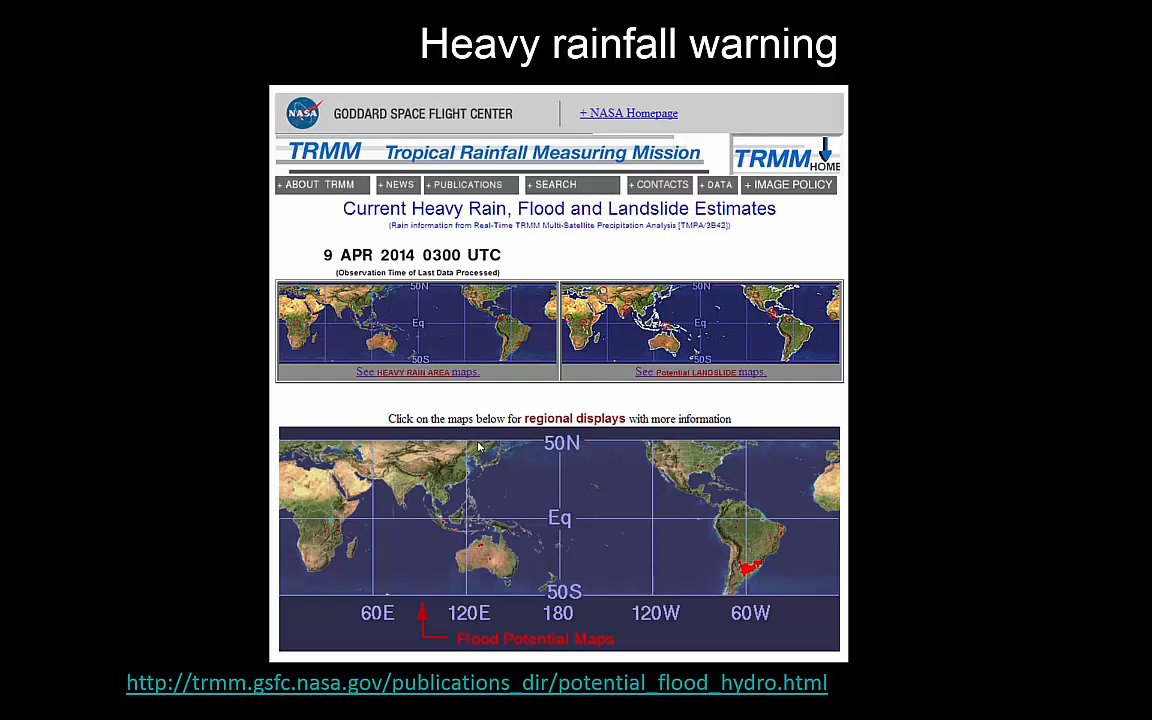 Heavy rainfall warning
NASA GODDARD SPACE FLIGHT CENTER + NASA Homepage
TRMM Tropical Rainfall Measuring Mission TRMM HOME
+ ABOUT TRMM + NEWS + PUBLICATIONS + SEARCH + CONTACTS + DATA + IMAGE POLICY
Current Heavy Rain, Flood and Landslide Estimates
(Rain information from Real-Time TRMM Multi-Satellite Precipitation Analysis [TMPA/3B42])
9 APR 2014 0300 UTC
(Observation Time of Last Data Processed)
50N 50N
Eq Eq
50S 50S
See HEAVY RAIN AREA maps. See Potential LANDSLIDE maps.
Click on the maps below for regional displays with more information
50N
Eq
50S
60E 120E 180 120W 60W
Flood Potential Maps
http://trmm.gsfc.nasa.gov/publications_dir/potential_flood_hydro.html